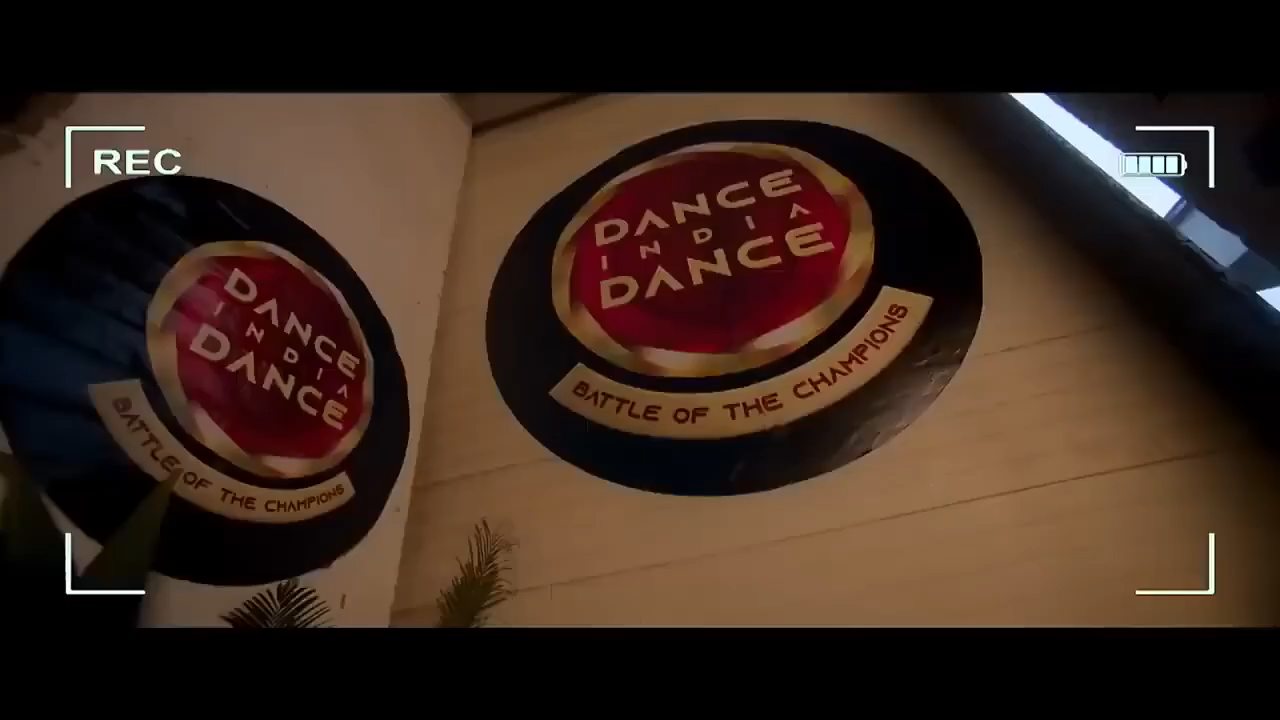 REC
DANCE
INDIA
DANCE
BATTLE OF THE CHAMPIONS
DANCE
INDIA
DANCE
BATTLE OF THE CHAMPIONS